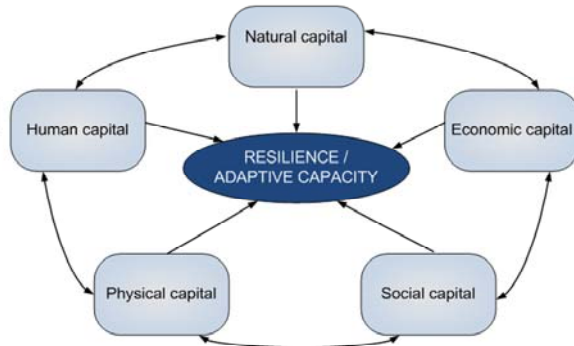 Natural capital
Human capital
Economic capital
RESILIENCE /
ADAPTIVE CAPACITY
Physical capital
Social capital